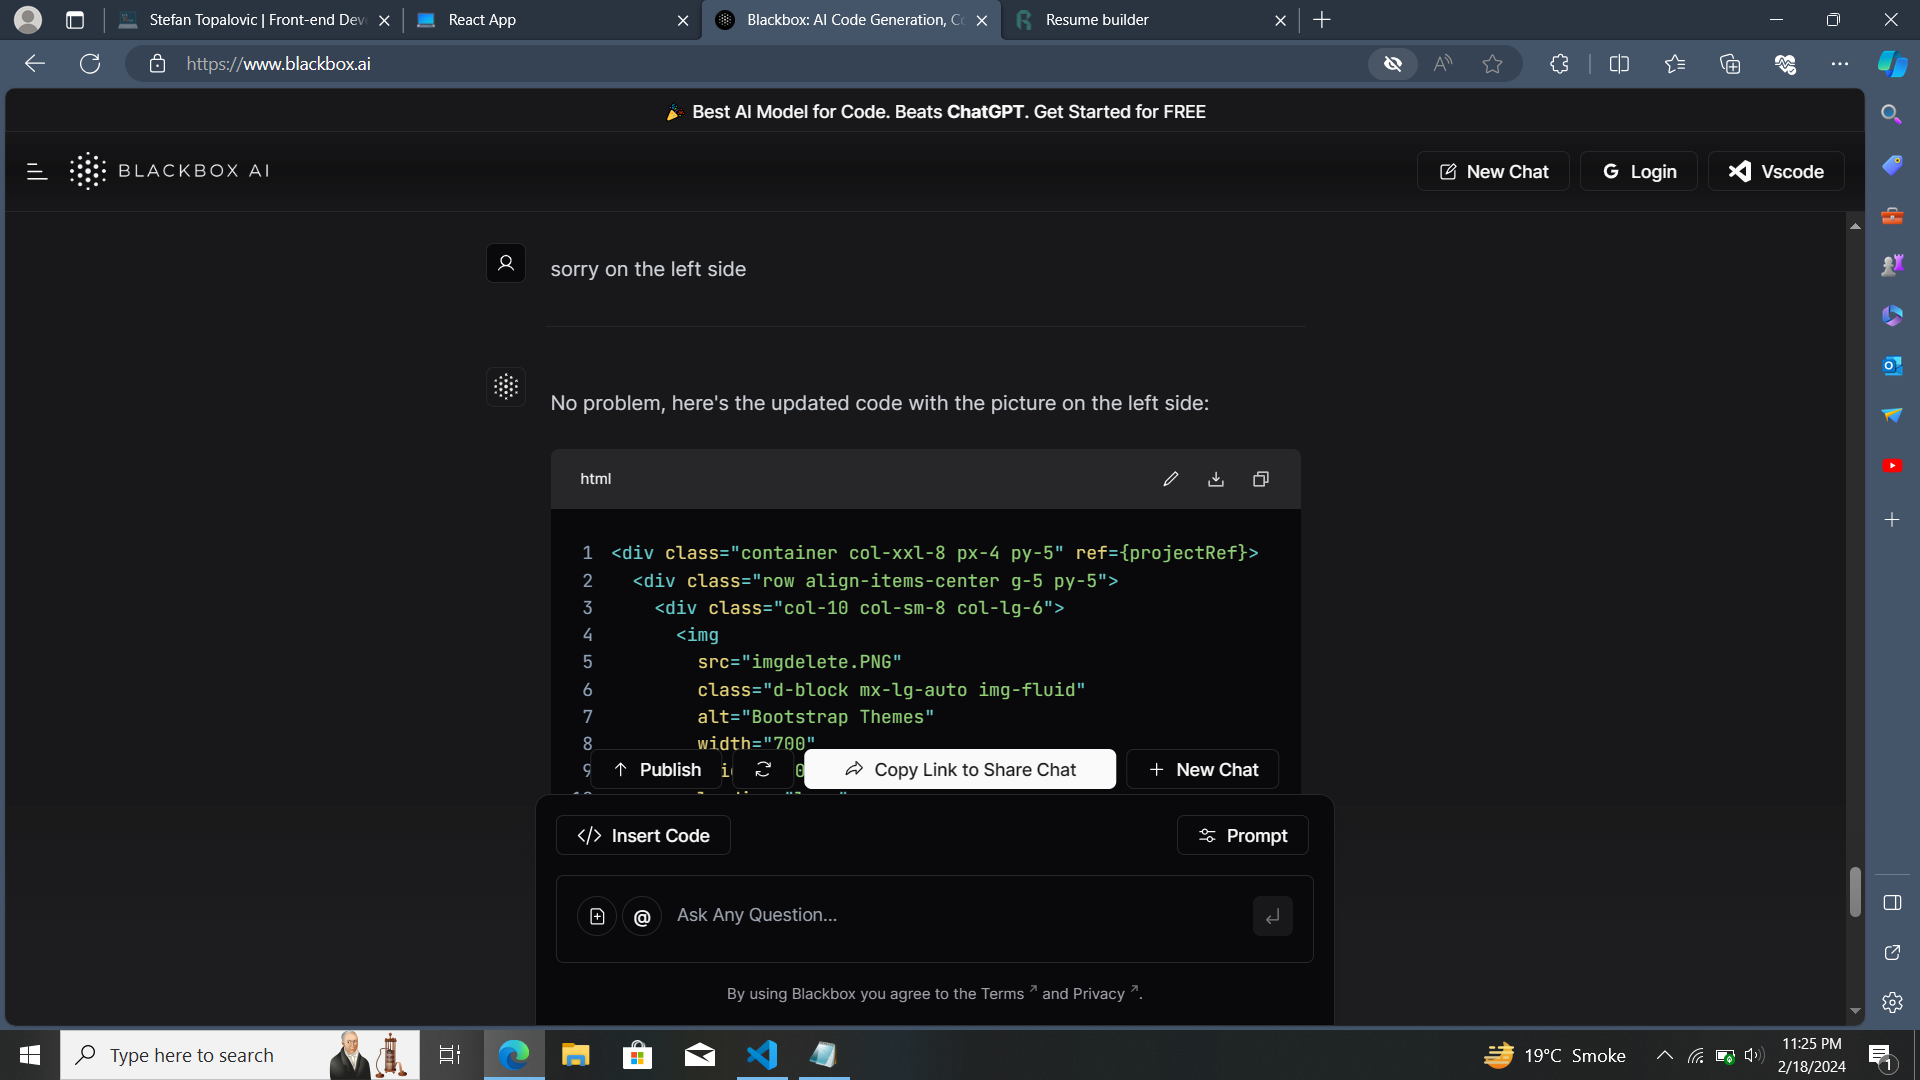 Stefan Topalovic | Front-end Dev
React App
Blackbox: AI Code Generation, Co
Resume builder
https://www.blackbox.ai
Best AI Model for Code. Beats ChatGPT. Get Started for FREE
BLACKBOX AI
New Chat
Login
Vscode
sorry on the left side
No problem, here's the updated code with the picture on the left side:
html
1 <div class="container col-xxl-8 px-4 py-5" ref={projectRef}>
2 <div class="row align-items-center g-5 py-5">
3 <div class="col-10 col-sm-8 col-lg-6">
4 <img
5 src="imgdelete.PNG"
6 class="d-block mx-lg-auto img-fluid"
7 alt="Bootstrap Themes"
8 width="700"
9
Publish
Copy Link to Share Chat
New Chat
Insert Code
Prompt
@ Ask Any Question...
By using Blackbox you agree to the Terms ↗ and Privacy ↗.
Type here to search
19°C Smoke
11:25 PM
2/18/2024
1